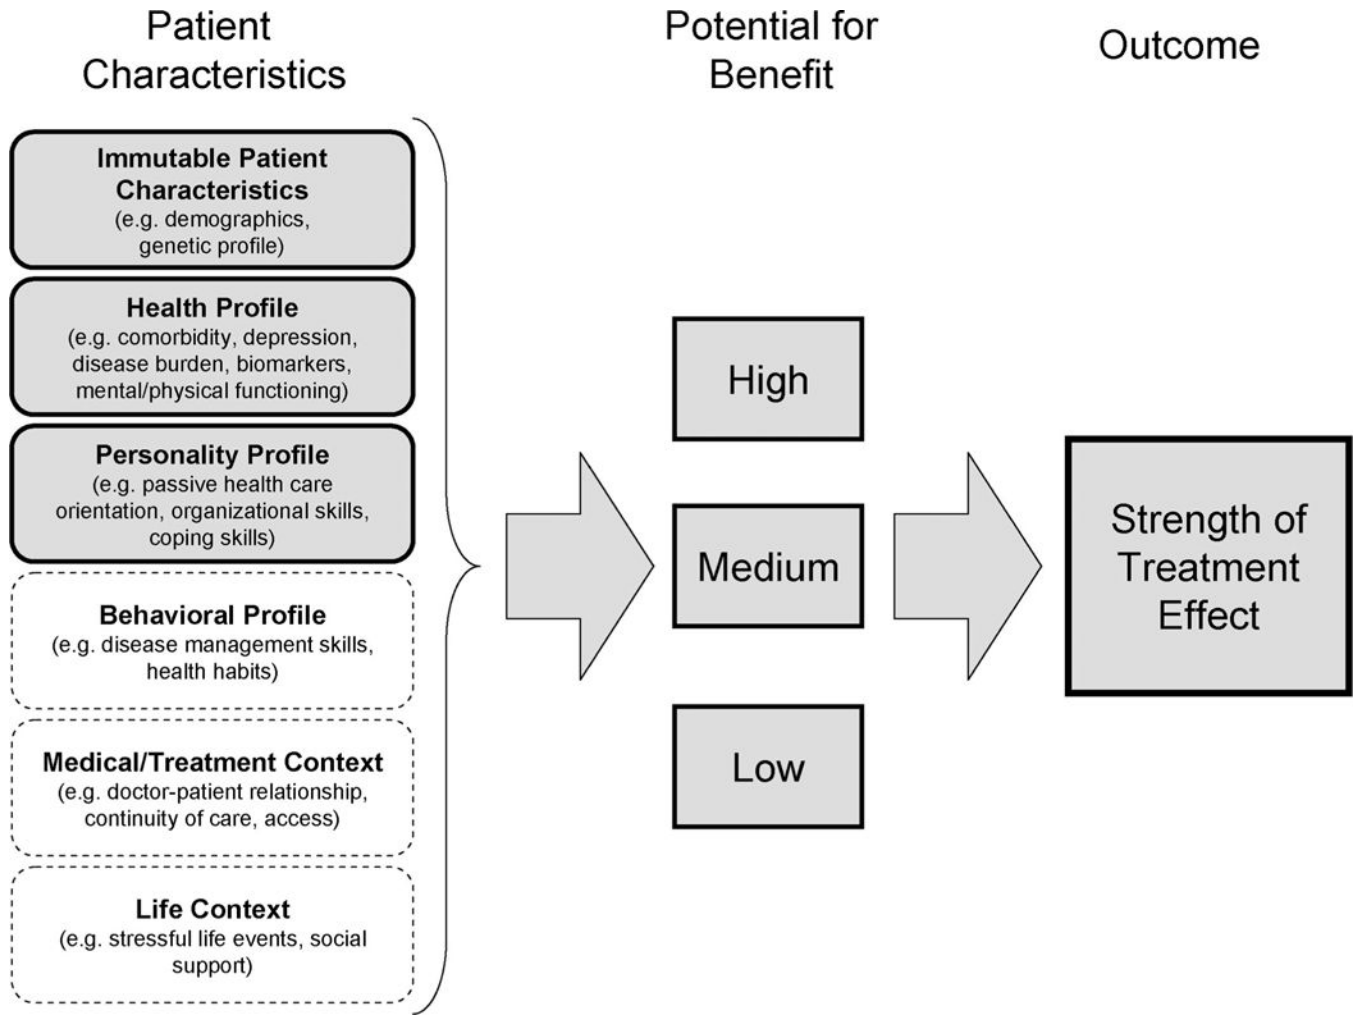 Patient
Characteristics
Potential for
Benefit
Outcome
Immutable Patient
Characteristics
(e.g. demographics,
genetic profile)
Health Profile
(e.g. comorbidity, depression,
disease burden, biomarkers,
mental/physical functioning)
Personality Profile
(e.g. passive health care
orientation, organizational skills,
coping skills)
Behavioral Profile
(e.g. disease management skills,
health habits)
Medical/Treatment Context
(e.g. doctor-patient relationship,
continuity of care, access)
Life Context
(e.g. stressful life events, social
support)
High
Medium
Low
Strength of
Treatment
Effect